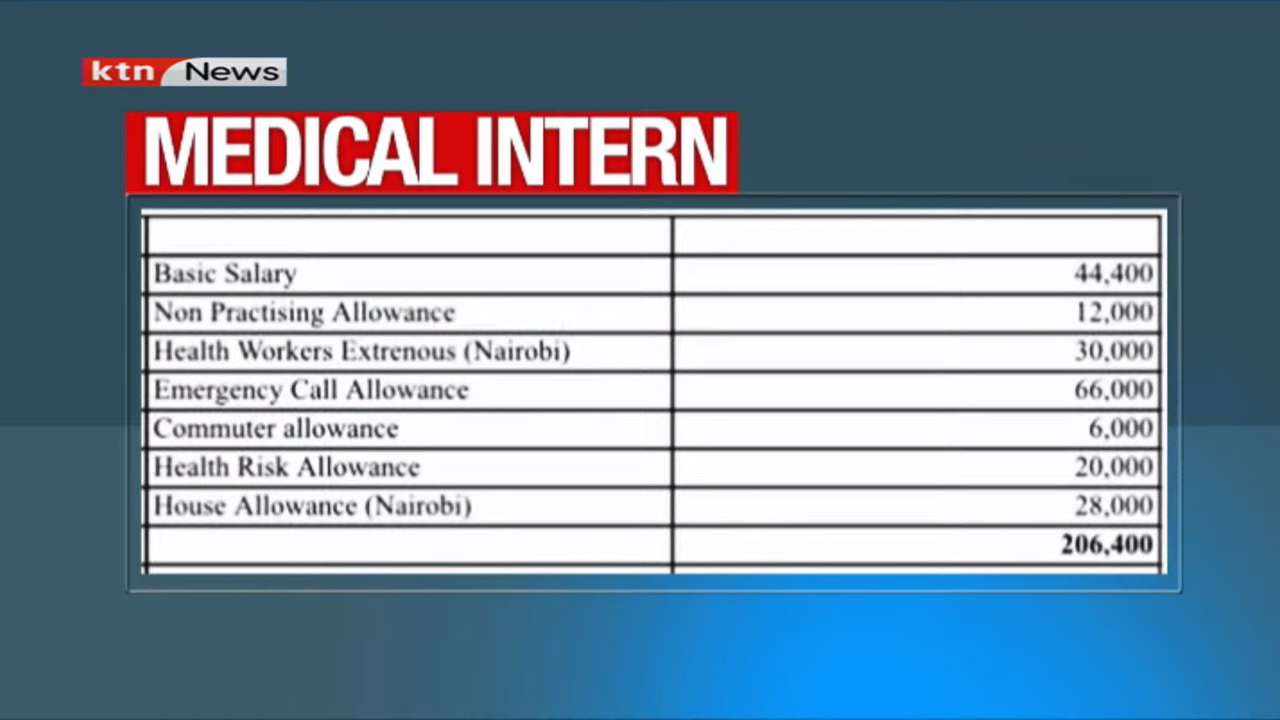 ktn News
MEDICAL INTERN
Basic Salary 44,400
Non Practising Allowance 12,000
Health Workers Extrenous (Nairobi) 30,000
Emergency Call Allowance 66,000
Commuter allowance 6,000
Health Risk Allowance 20,000
House Allowance (Nairobi) 28,000
206,400